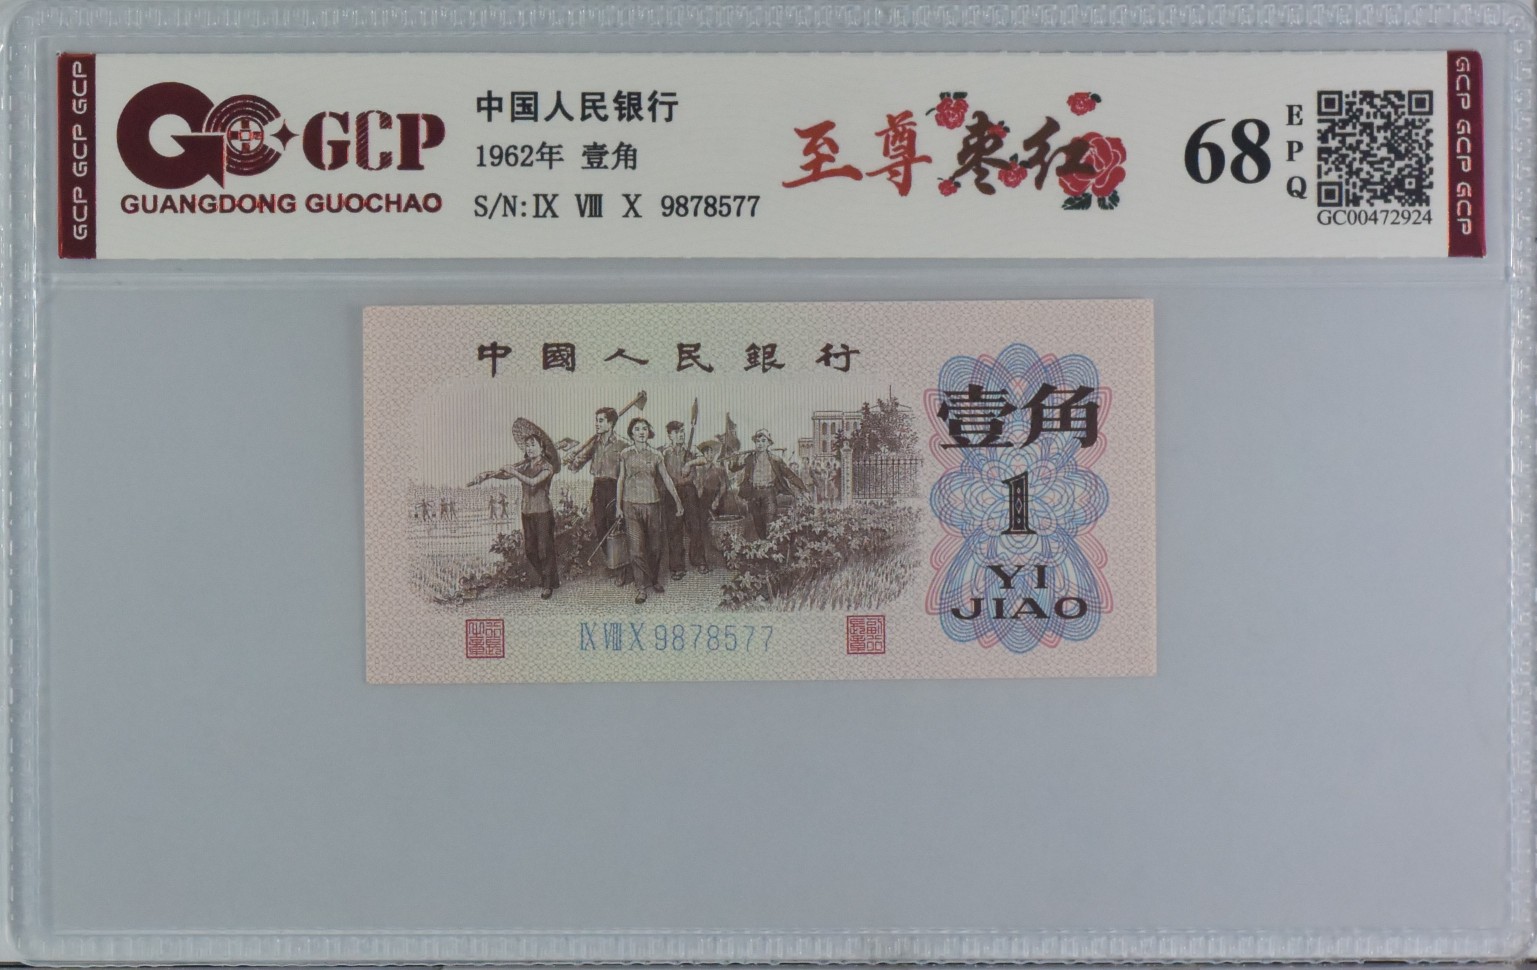 GCP GCP GCP
GCP
GUANGDONG GUOCHAO
中国人民银行
1962年 壹角
S/N:Ⅸ Ⅷ Ⅹ 9878577
至尊枣红
68
EPQ
GC00472924
GCP GCP GCP
中國人民銀行
壹角
1
YI
JIAO
ⅨⅧⅩ9878577